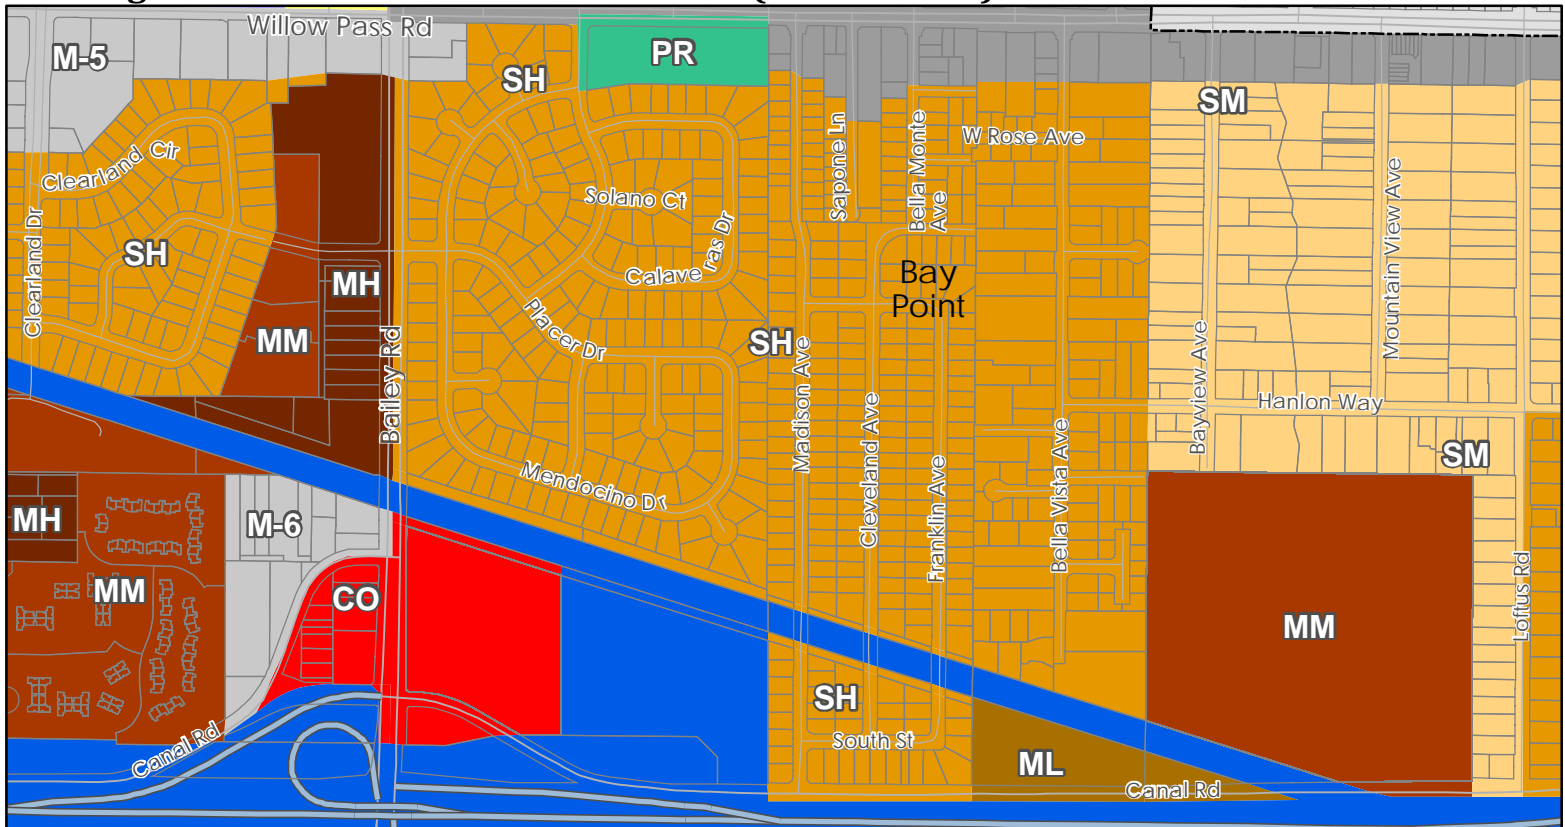 Willow Pass Rd
M-5
PR
SH
SM
Sapone Ln
Bella Monte
Ave
W Rose Ave
Clearland Cir
Solano Ct
Mountain View Ave
Clearland Dr
SH
Calaveras Dr
Bay
Point
MH
MM
Placer Dr
SH
Bailey Rd
Madison Ave
Bayview Ave
Cleveland Ave
Hanlon Way
SM
Mendocino Dr
Franklin Ave
Bella Vista Ave
MH
M-6
MM
CO
Loftus Rd
MM
SH
South St
Canal Rd
ML
Canal Rd